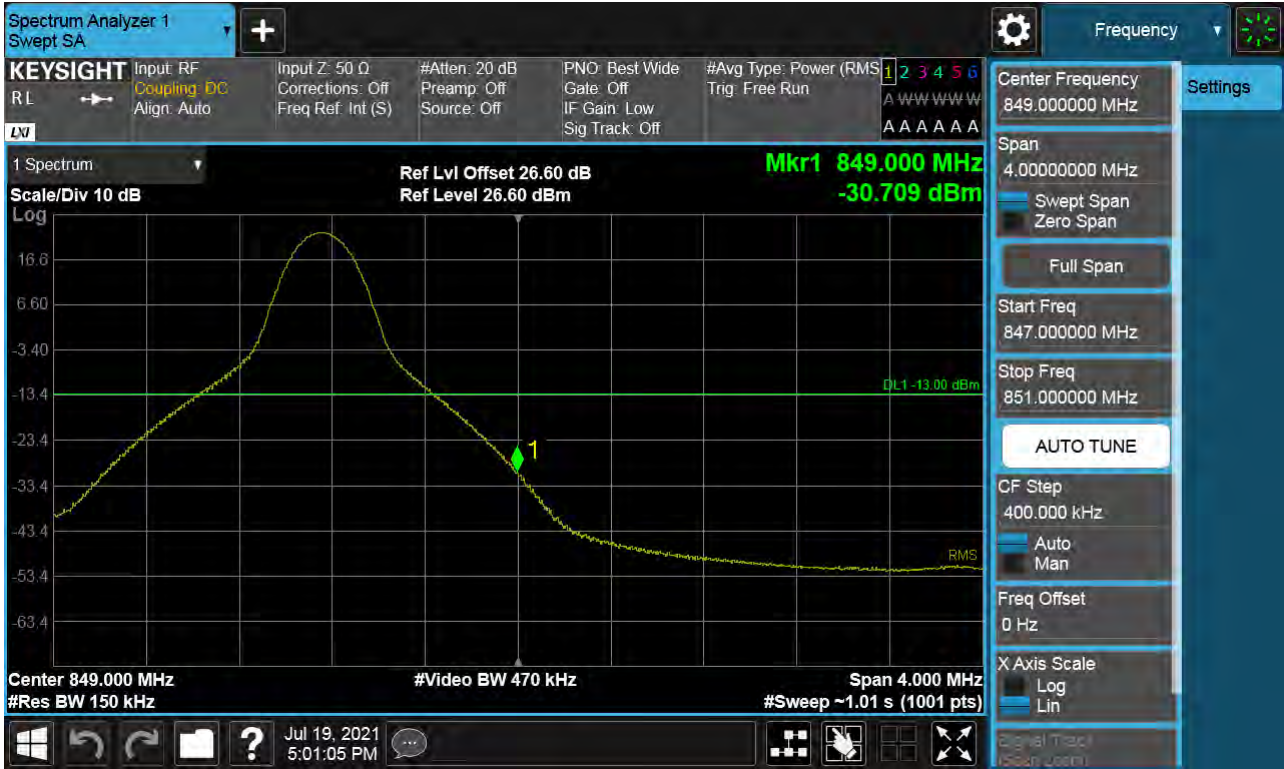 Spectrum Analyzer 1
Swept SA
+
Frequency
KEYSIGHT
RL
LXI
Input: RF
Coupling: DC
Align: Auto
Input Z: 50 Ω
Corrections: Off
Freq Ref: Int (S)
#Atten: 20 dB
Preamp: Off
Source: Off
PNO: Best Wide
Gate: Off
IF Gain: Low
Sig Track: Off
#Avg Type: Power (RMS
Trig: Free Run
1 2 3 4 5 6
A W W W W W
A A A A A A
Center Frequency
849.000000 MHz
Settings
Span
4.00000000 MHz
Swept Span
Zero Span
Full Span
Start Freq
847.000000 MHz
Stop Freq
851.000000 MHz
AUTO TUNE
CF Step
400.000 kHz
Auto
Man
Freq Offset
0 Hz
X Axis Scale
Log
Lin
Signal Track
(Span Zoom)
1 Spectrum
Scale/Div 10 dB
Ref Lvl Offset 26.60 dB
Ref Level 26.60 dBm
Mkr1 849.000 MHz
-30.709 dBm
Log
16.6
6.60
-3.40
-13.4
-23.4
-33.4
-43.4
-53.4
-63.4
DL1 -13.00 dBm
1
RMS
Center 849.000 MHz
#Res BW 150 kHz
#Video BW 470 kHz
Span 4.000 MHz
#Sweep ~1.01 s (1001 pts)
?
Jul 19, 2021
5:01:05 PM